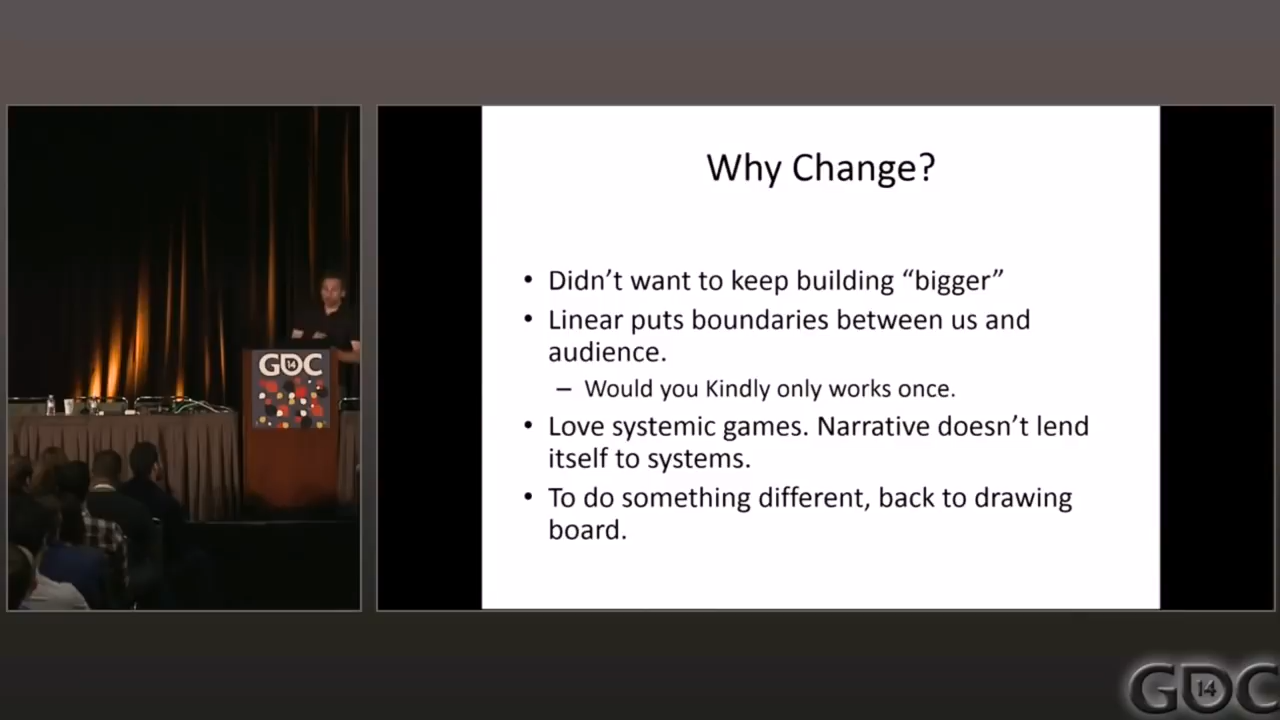 Why Change?
• Didn’t want to keep building “bigger”
• Linear puts boundaries between us and
audience.
– Would you Kindly only works once.
• Love systemic games. Narrative doesn’t lend
itself to systems.
• To do something different, back to drawing
board.
GDC
14
GDC
14